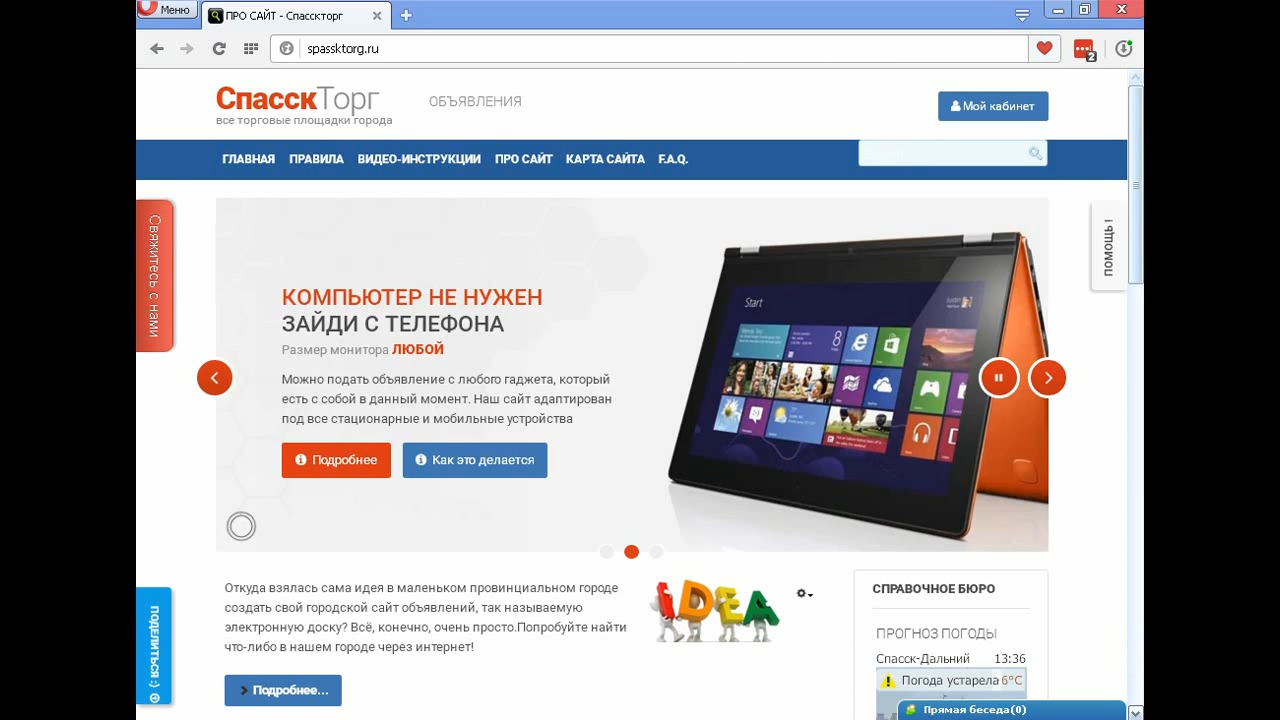 Меню
ПРО САЙТ - Спассkторг
spassktorg.ru
2
СпасскТорг
все торговые площадки города
ОБЪЯВЛЕНИЯ
Мой кабинет
ГЛАВНАЯ ПРАВИЛА ВИДЕО-ИНСТРУКЦИИ ПРО САЙТ КАРТА САЙТА F.A.Q.
Свяжитесь с нами
ПОМОЩЬ !
КОМПЬЮТЕР НЕ НУЖЕН
ЗАЙДИ С ТЕЛЕФОНА
Размер монитора ЛЮБОЙ
Можно подать объявление с любого гаджета, который
есть с собой в данный момент. Наш сайт адаптирован
под все стационарные и мобильные устройства
Подробнее
Как это делается
Start
8
Откуда взялась сама идея в маленьком провинциальном городе
создать свой городской сайт объявлений, так называемую
электронную доску? Всё, конечно, очень просто.Попробуйте найти
что-либо в нашем городе через интернет!
Подробнее...
IDEA
ПОДЕЛИТЬСЯ :)
СПРАВОЧНОЕ БЮРО
ПРОГНОЗ ПОГОДЫ
Спасск-Дальний 13:36
Погода устарела 6°C
Прямая беседа(0)